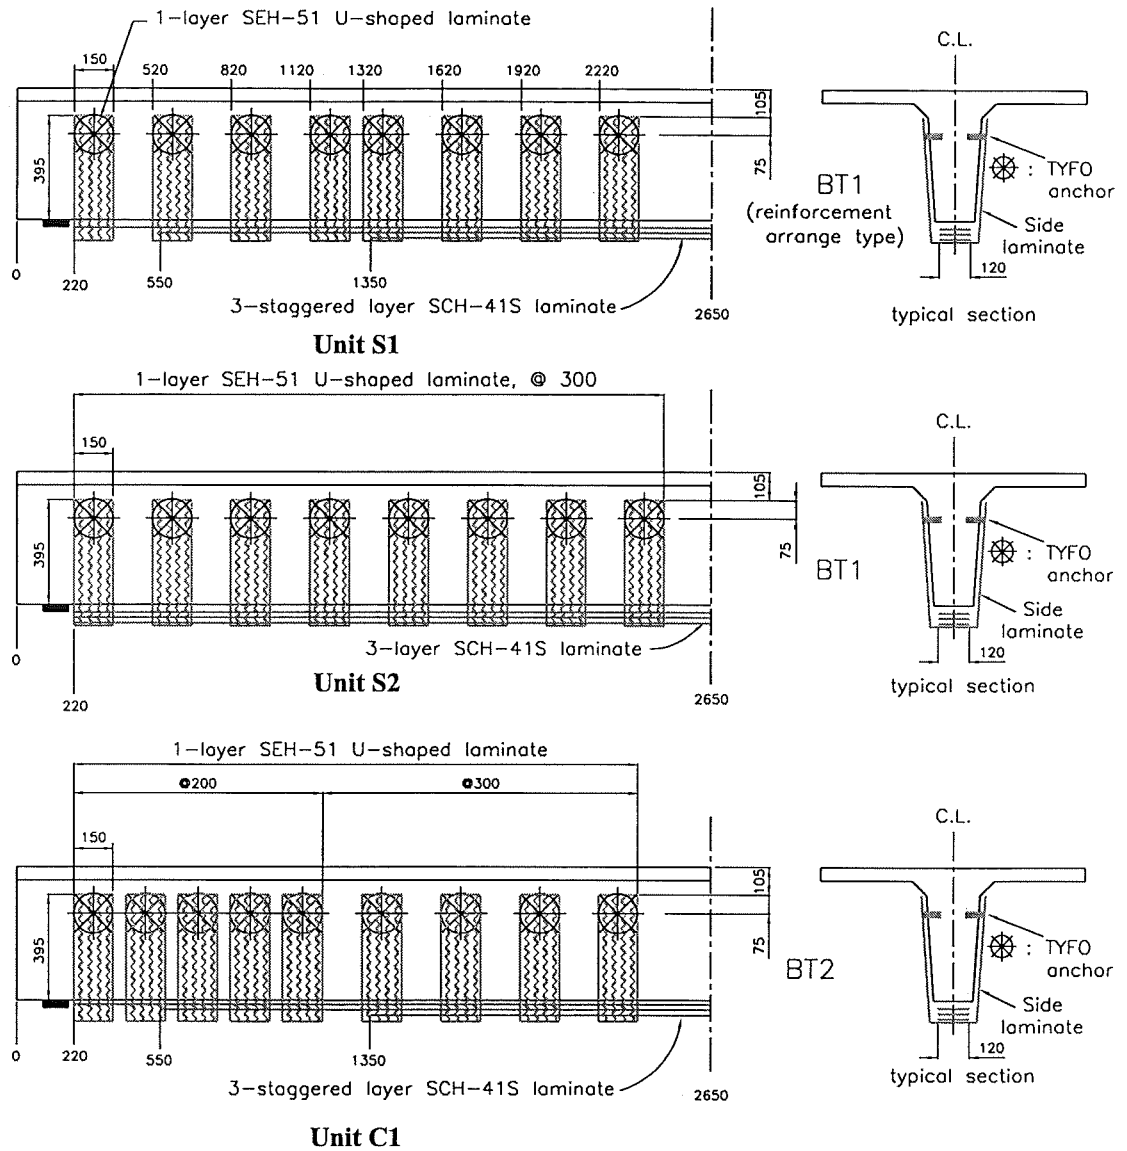 1-layer SEH-51 U-shaped laminate
150 520 820 1120 1320 1620 1920 2220
C.L.
105
75
395
BT1
(reinforcement
arrange type)
: TYFO
anchor
Side
laminate
120
typical section
0 220 550 1350 2650
3-staggered layer SCH-41S laminate
Unit S1
1-layer SEH-51 U-shaped laminate, @ 300
150
C.L.
105
75
395
BT1
: TYFO
anchor
Side
laminate
120
typical section
3-layer SCH-41S laminate
0 220 2650
Unit S2
1-layer SEH-51 U-shaped laminate
@200 @300
150
C.L.
105
75
395
BT2
: TYFO
anchor
Side
laminate
120
typical section
0 220 550 1350 2650
3-staggered layer SCH-41S laminate
Unit C1